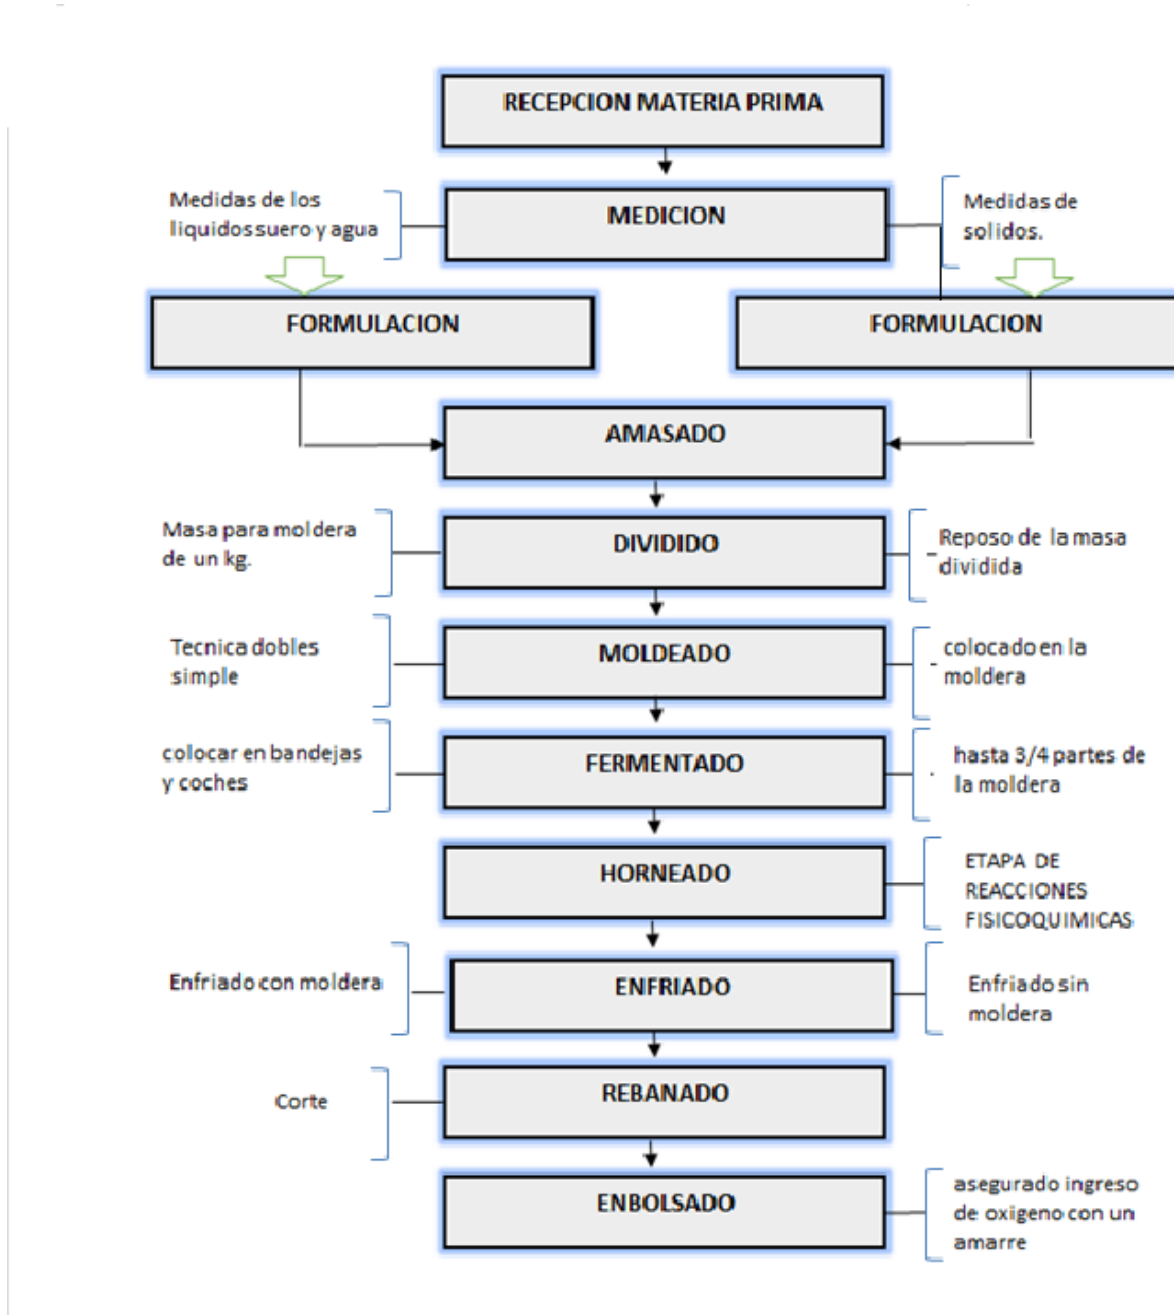 RECEPCION MATERIA PRIMA
Medidas de los
liquidos suero y agua
MEDICION
Medidas de
solidos.
FORMULACION
FORMULACION
AMASADO
Masa para moldera
de un kg.
DIVIDIDO
Reposo de la masa
dividida
Tecnica dobles
simple
MOLDEADO
colocado en la
moldera
colocar en bandejas
y coches
FERMENTADO
hasta 3/4 partes de
la moldera
HORNEADO
ETAPA DE
REACCIONES
FISICOQUIMICAS
Enfriado con moldera
ENFRIADO
Enfriado sin
moldera
Corte
REBANADO
ENBOLSADO
asegurado ingreso
de oxigeno con un
amarre